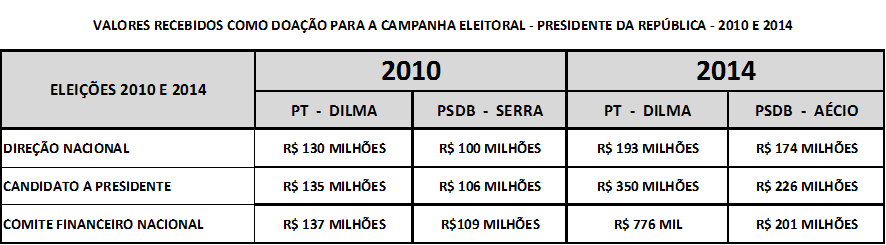 VALORES RECEBIDOS COMO DOAÇÃO PARA A CAMPANHA ELEITORAL - PRESIDENTE DA REPÚBLICA - 2010 E 2014
ELEIÇÕES 2010 E 2014 2010 2014
PT - DILMA PSDB - SERRA PT - DILMA PSDB - AÉCIO
DIREÇÃO NACIONAL R$ 130 MILHÕES R$ 100 MILHÕES R$ 193 MILHÕES R$ 174 MILHÕES
CANDIDATO A PRESIDENTE R$ 135 MILHÕES R$ 106 MILHÕES R$ 350 MILHÕES R$ 226 MILHÕES
COMITE FINANCEIRO NACIONAL R$ 137 MILHÕES R$109 MILHÕES R$ 776 MIL R$ 201 MILHÕES